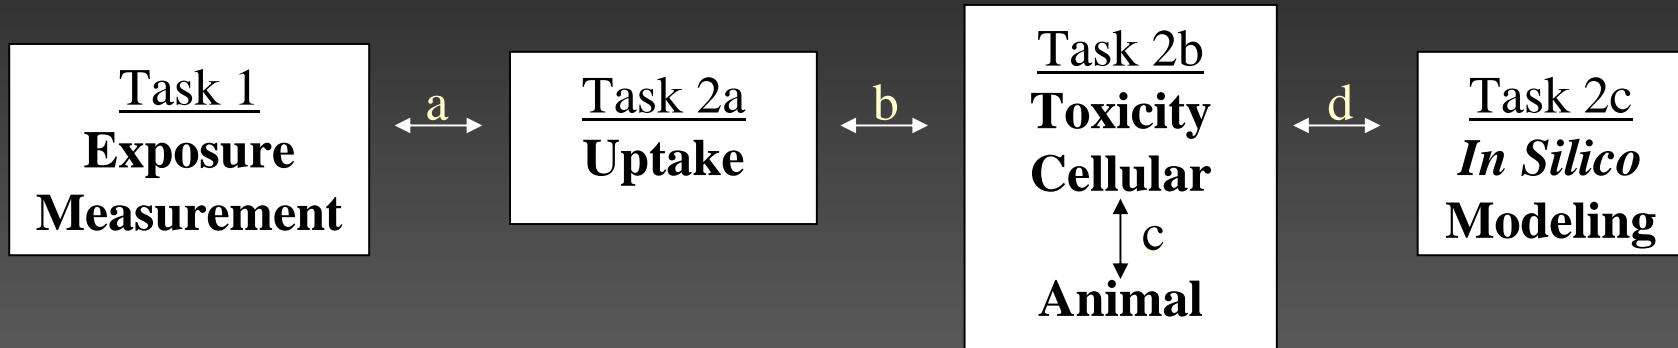 Task 1
Exposure
Measurement
a
Task 2a
Uptake
b
Task 2b
Toxicity
Cellular
c
Animal
d
Task 2c
In Silico
Modeling